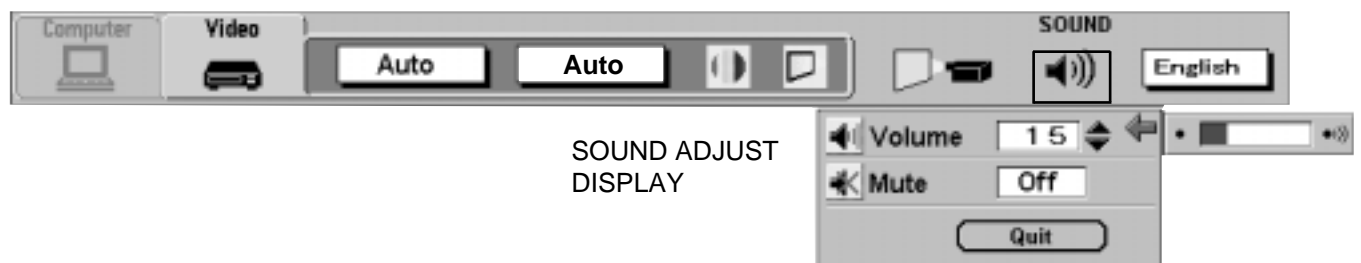 Computer Video SOUND
Auto Auto English
SOUND ADJUST
DISPLAY
Volume 15
Mute Off
Quit